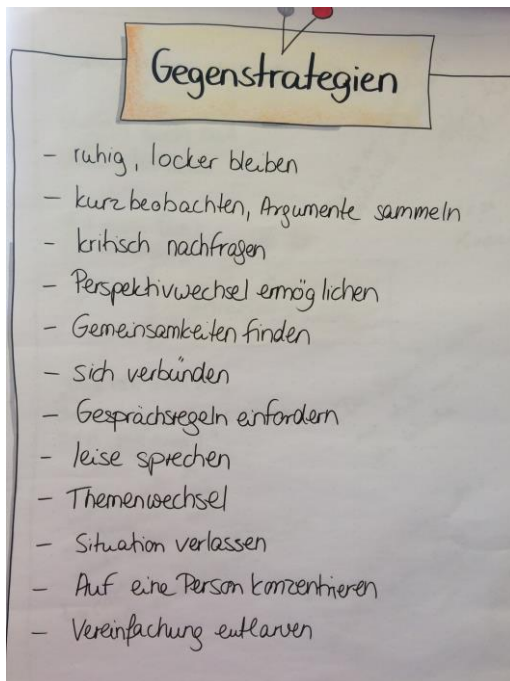 Gegenstrategien
- ruhig, locker bleiben
- kurz beobachten, Argumente sammeln
- kritisch nachfragen
- Perspektivwechsel ermöglichen
- Gemeinsamkeiten finden
- sich verbünden
- Gesprächsregeln einfordern
- leise sprechen
- Themenwechsel
- Situation verlassen
- Auf eine Person konzentrieren
- Vereinfachung entlarven